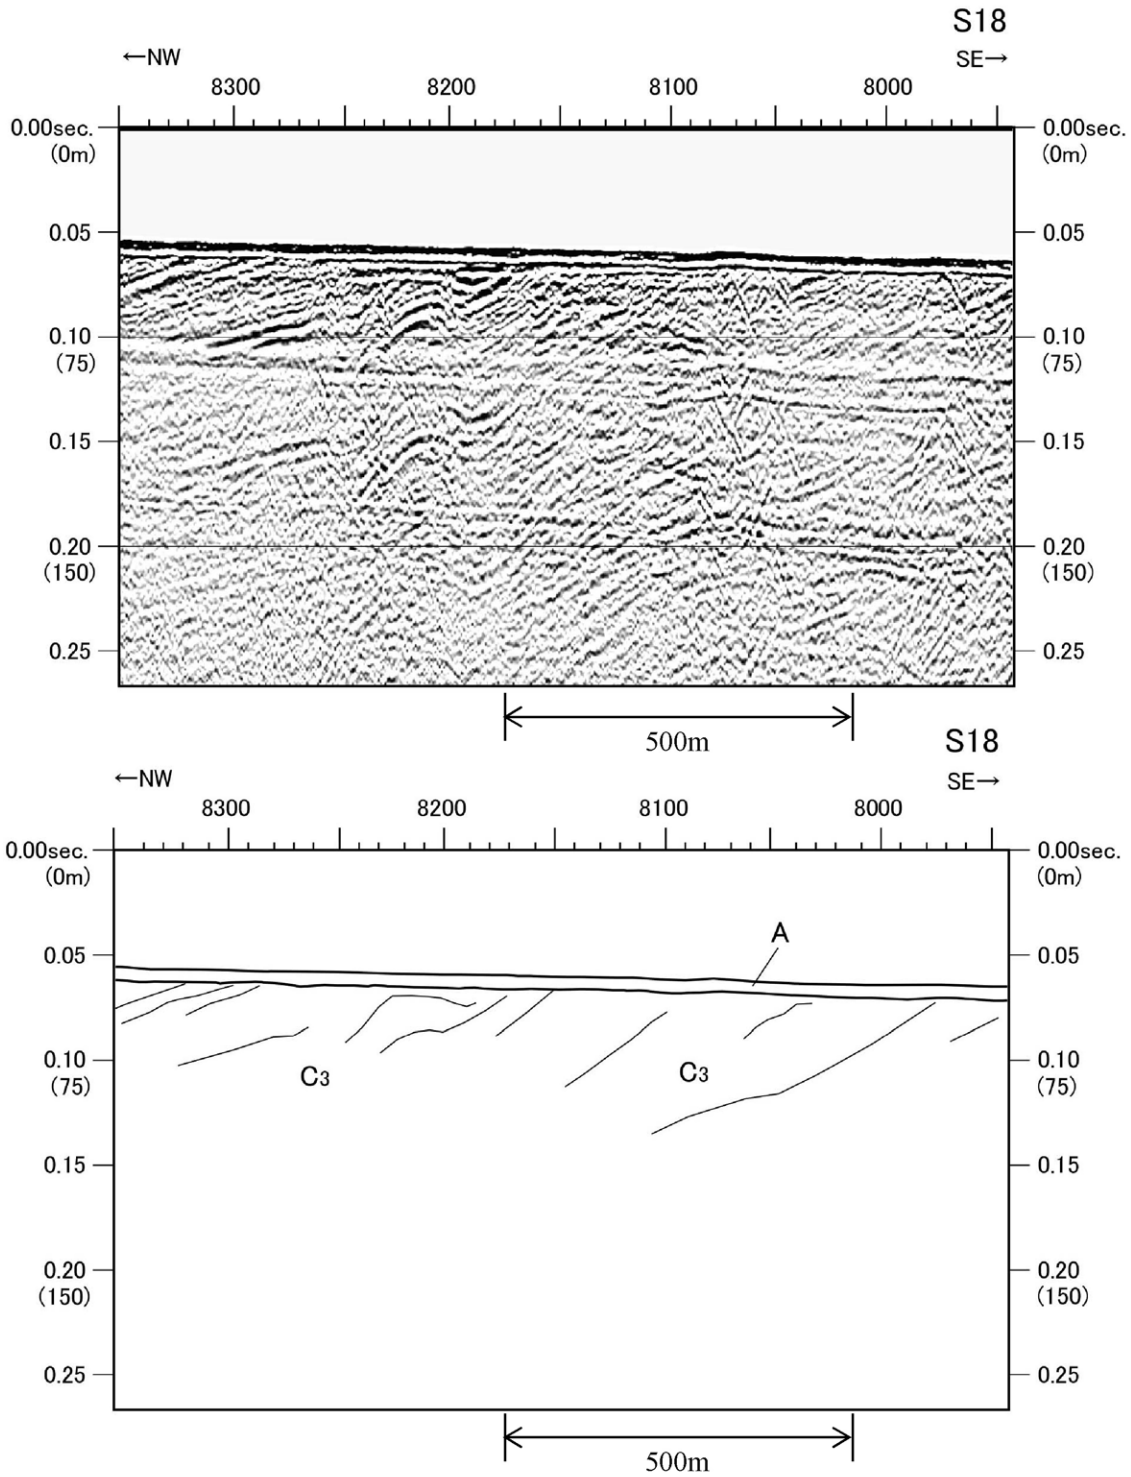 S18
←NW SE→
8300 8200 8100 8000
0.00sec. 0.00sec.
(0m) (0m)
0.05 0.05
0.10 0.10
(75) (75)
0.15 0.15
0.20 0.20
(150) (150)
0.25 0.25
500m
S18
←NW SE→
8300 8200 8100 8000
0.00sec. 0.00sec.
(0m) (0m)
A
0.05 0.05
0.10 0.10
C3 C3
(75) (75)
0.15 0.15
0.20 0.20
(150) (150)
0.25 0.25
500m